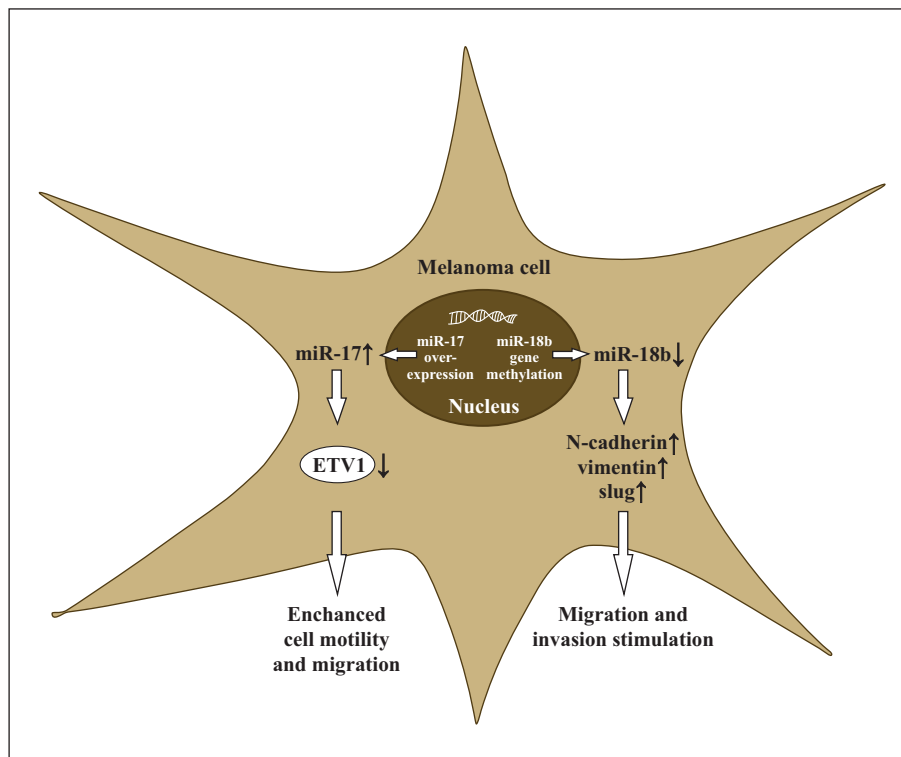 Melanoma cell
miR-17
over-
expression
miR-18b
gene
methylation
Nucleus
miR-17↑
ETV1 ↓
Enchanced
cell motility
and migration
miR-18b↓
N-cadherin↑
vimentin↑
slug↑
Migration and
invasion stimulation